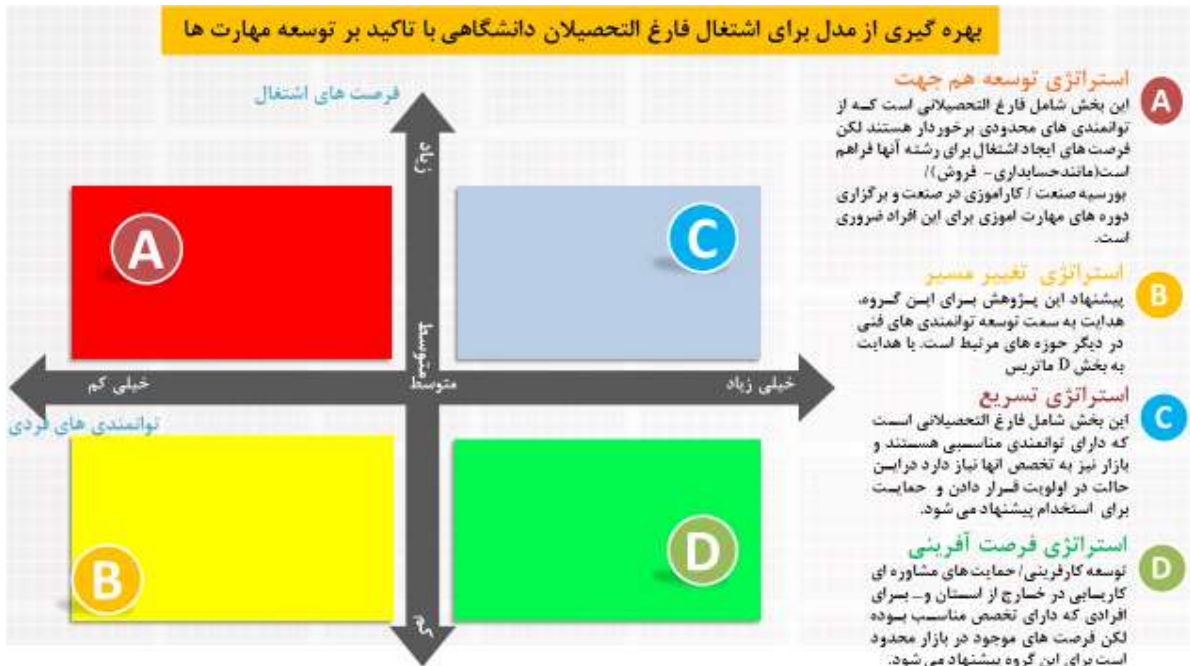 بهره گیری از مدل برای اشتغال فارغ التحصیلان دانشگاهی با تاکید بر توسعه مهارت ها
استراتژی توسعه هم جهت
A
این بخش شامل فارغ التحصیلانی است که از
توانمندی های محدودی برخوردار هستند لکن
فرصت های ایجاد اشتغال برای رشته آنها فراهم
است(مانندحسابداری- فروش)/
بورسیه صنعت / کاراموزی در صنعت و برگزاری
دوره های مهارت اموزی برای این افراد ضروری
است.
استراتژی تغییر مسیر
B
پیشنهاد این پژوهش برای این گروه،
هدایت به سمت توسعه توانمندی های فنی
در دیگر حوزه های مرتبط است. یا هدایت
به بخش D ماتریس
استراتژی تسریع
C
این بخش شامل فارغ التحصیلانی است
که دارای توانمندی مناسبی هستند و
بازار نیز به تخصص انها نیاز دارد دراین
حالت در اولویت قرار دادن و حمایت
برای استخدام پیشنهاد می شود.
استراتژی فرصت آفرینی
D
توسعه کارفرینی/ حمایت های مشاوره ای
کاریابی در خارج از استان و_ برای
افرادی که دارای تخصص مناسب بوده
لکن فرصت های موجود در بازار محدود
است برای این گروه پیشنهاد می شود.
فرصت های اشتغال
زیاد
متوسط
کم
C
A
خیلی زیاد
متوسط
خیلی کم
توانمندی های فردی
D
B